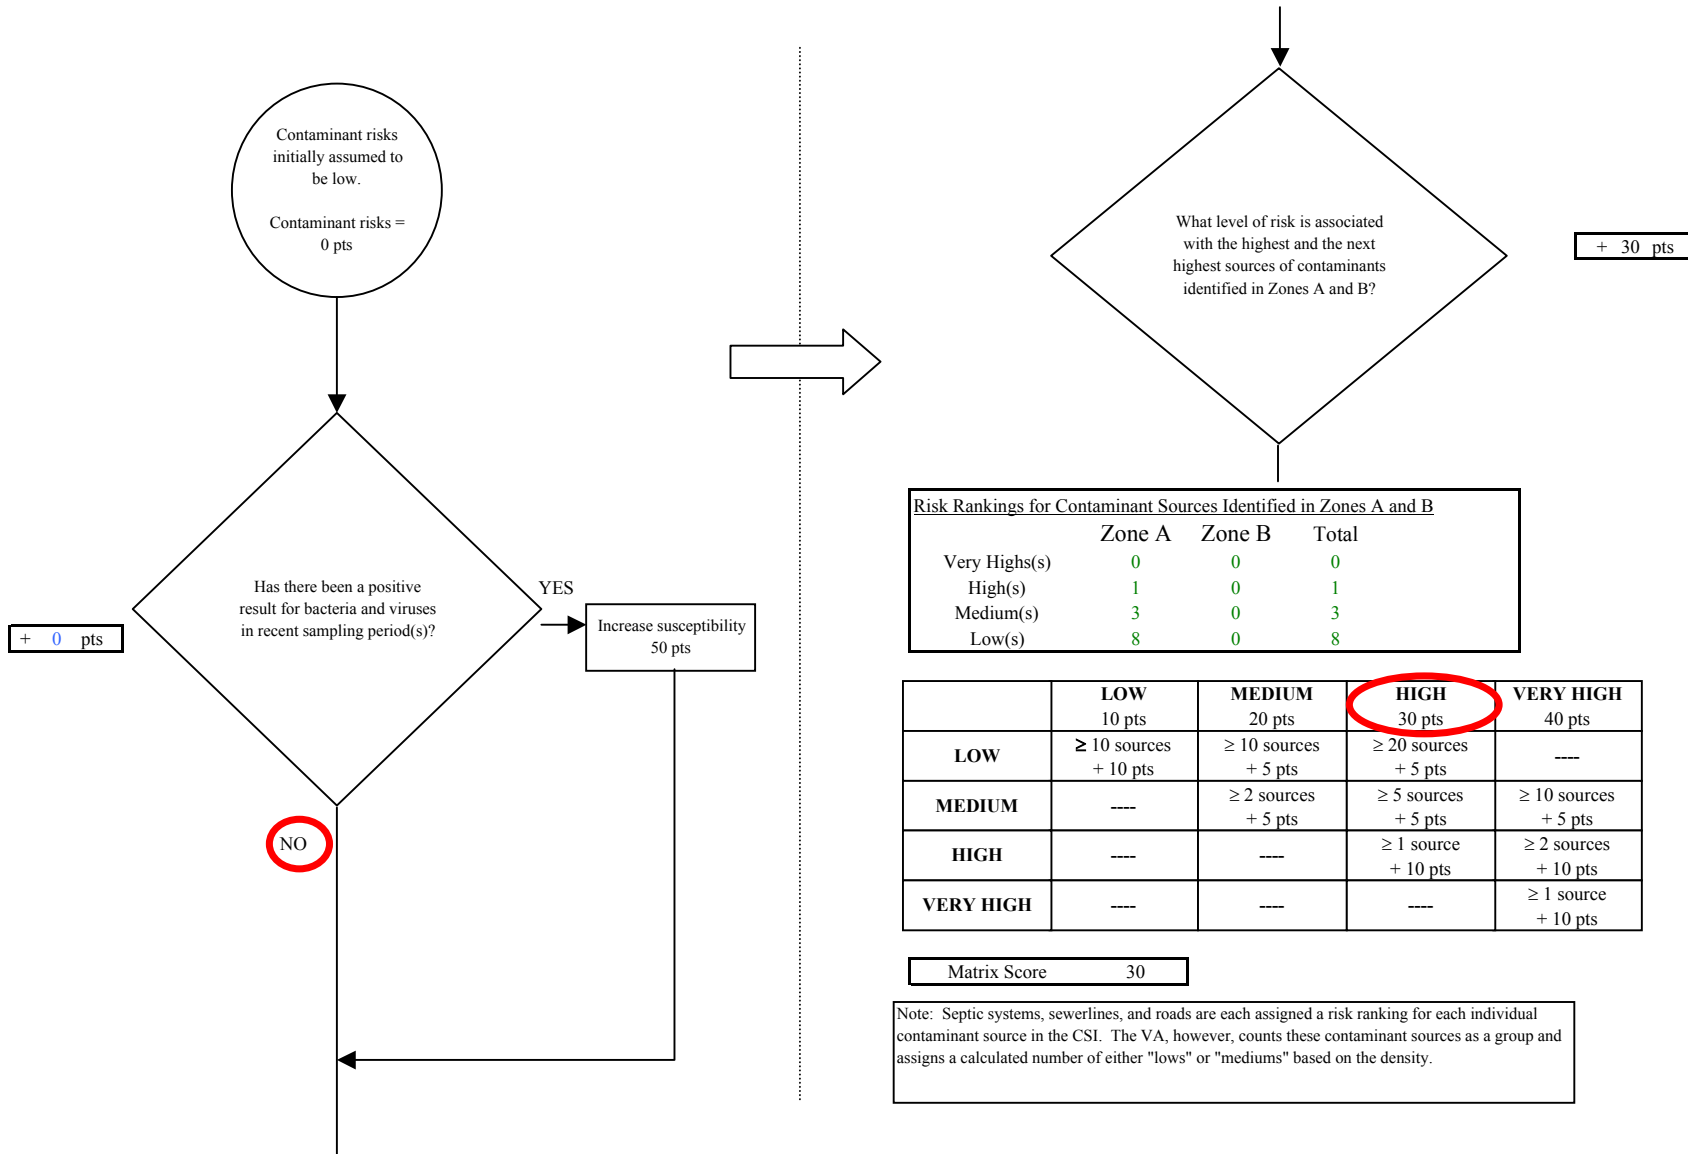 Contaminant risks
initially assumed to
be low.
Contaminant risks =
0 pts
Has there been a positive
result for bacteria and viruses
in recent sampling period(s)?
+ 0 pts
YES
Increase susceptibility
50 pts
NO
What level of risk is associated
with the highest and the next
highest sources of contaminants
identified in Zones A and B?
+ 30 pts
Risk Rankings for Contaminant Sources Identified in Zones A and B
Zone A Zone B Total
Very Highs(s) 0 0 0
High(s) 1 0 1
Medium(s) 3 0 3
Low(s) 8 0 8
LOW MEDIUM HIGH VERY HIGH
10 pts 20 pts 30 pts 40 pts
LOW ≥ 10 sources ≥ 10 sources ≥ 20 sources ----
+ 10 pts + 5 pts + 5 pts
MEDIUM ---- ≥ 2 sources ≥ 5 sources ≥ 10 sources
+ 5 pts + 5 pts + 5 pts
HIGH ---- ---- ≥ 1 source ≥ 2 sources
+ 10 pts + 10 pts
VERY HIGH ---- ---- ---- ≥ 1 source
+ 10 pts
Matrix Score 30
Note: Septic systems, sewerlines, and roads are each assigned a risk ranking for each individual
contaminant source in the CSI. The VA, however, counts these contaminant sources as a group and
assigns a calculated number of either "lows" or "mediums" based on the density.